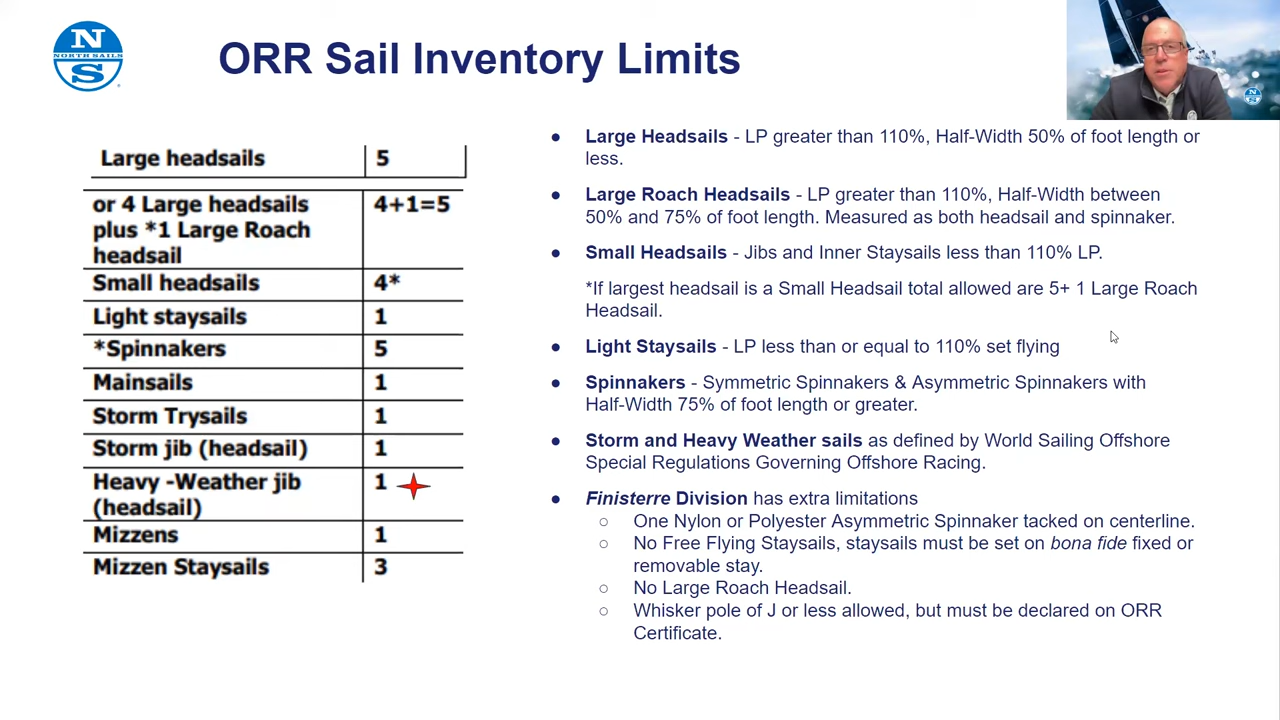 N
NORTH SAILS
S
ORR Sail Inventory Limits
Large headsails 5
or 4 Large headsails 4+1=5
plus *1 Large Roach
headsail
Small headsails 4*
Light staysails 1
*Spinnakers 5
Mainsails 1
Storm Trysails 1
Storm jib (headsail) 1
Heavy -Weather jib 1
(headsail)
Mizzens 1
Mizzen Staysails 3
● Large Headsails - LP greater than 110%, Half-Width 50% of foot length or
less.
● Large Roach Headsails - LP greater than 110%, Half-Width between
50% and 75% of foot length. Measured as both headsail and spinnaker.
● Small Headsails - Jibs and Inner Staysails less than 110% LP.
*If largest headsail is a Small Headsail total allowed are 5+ 1 Large Roach
Headsail.
● Light Staysails - LP less than or equal to 110% set flying
● Spinnakers - Symmetric Spinnakers & Asymmetric Spinnakers with
Half-Width 75% of foot length or greater.
● Storm and Heavy Weather sails as defined by World Sailing Offshore
Special Regulations Governing Offshore Racing.
● Finisterre Division has extra limitations
○ One Nylon or Polyester Asymmetric Spinnaker tacked on centerline.
○ No Free Flying Staysails, staysails must be set on bona fide fixed or
removable stay.
○ No Large Roach Headsail.
○ Whisker pole of J or less allowed, but must be declared on ORR
Certificate.